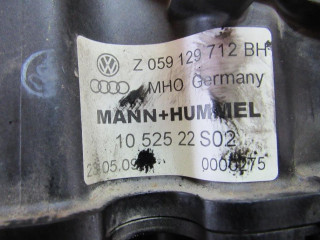 Z 059 129 712 BH
MHO Germany
MANN+HUMMEL
10 525 22 S02